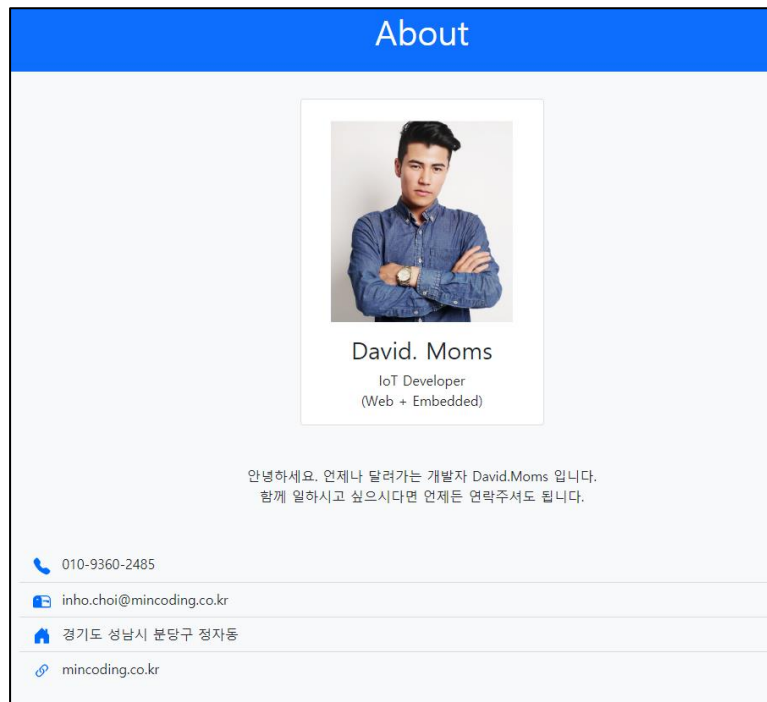 About
David. Moms
IoT Developer
(Web + Embedded)
안녕하세요. 언제나 달려가는 개발자 David.Moms 입니다.
함께 일하시고 싶으시다면 언제든 연락주셔도 됩니다.
010-9360-2485
inho.choi@mincoding.co.kr
경기도 성남시 분당구 정자동
mincoding.co.kr